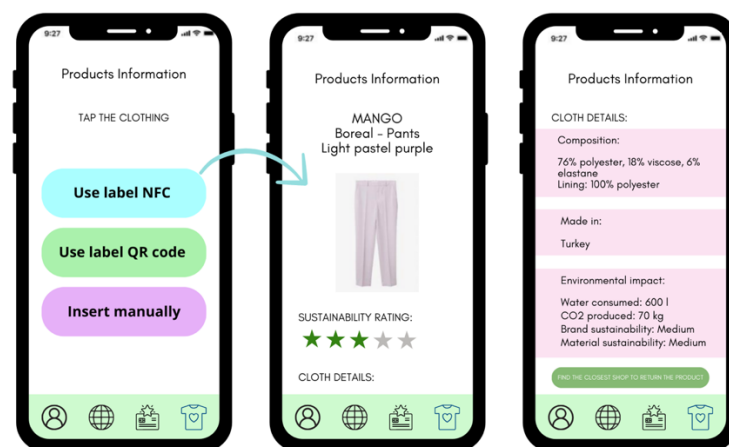 9:27
Products Information
TAP THE CLOTHING
Use label NFC
Use label QR code
Insert manually
9:27
Products Information
MANGO
Boreal - Pants
Light pastel purple
SUSTAINABILITY RATING:
CLOTH DETAILS:
9:27
Products Information
CLOTH DETAILS:
Composition:
76% polyester, 18% viscose, 6%
elastane
Lining: 100% polyester
Made in:
Turkey
Environmental impact:
Water consumed: 600 l
CO2 produced: 70 kg
Brand sustainability: Medium
Material sustainability: Medium
FIND THE CLOSEST SHOP TO RETURN THE PRODUCT